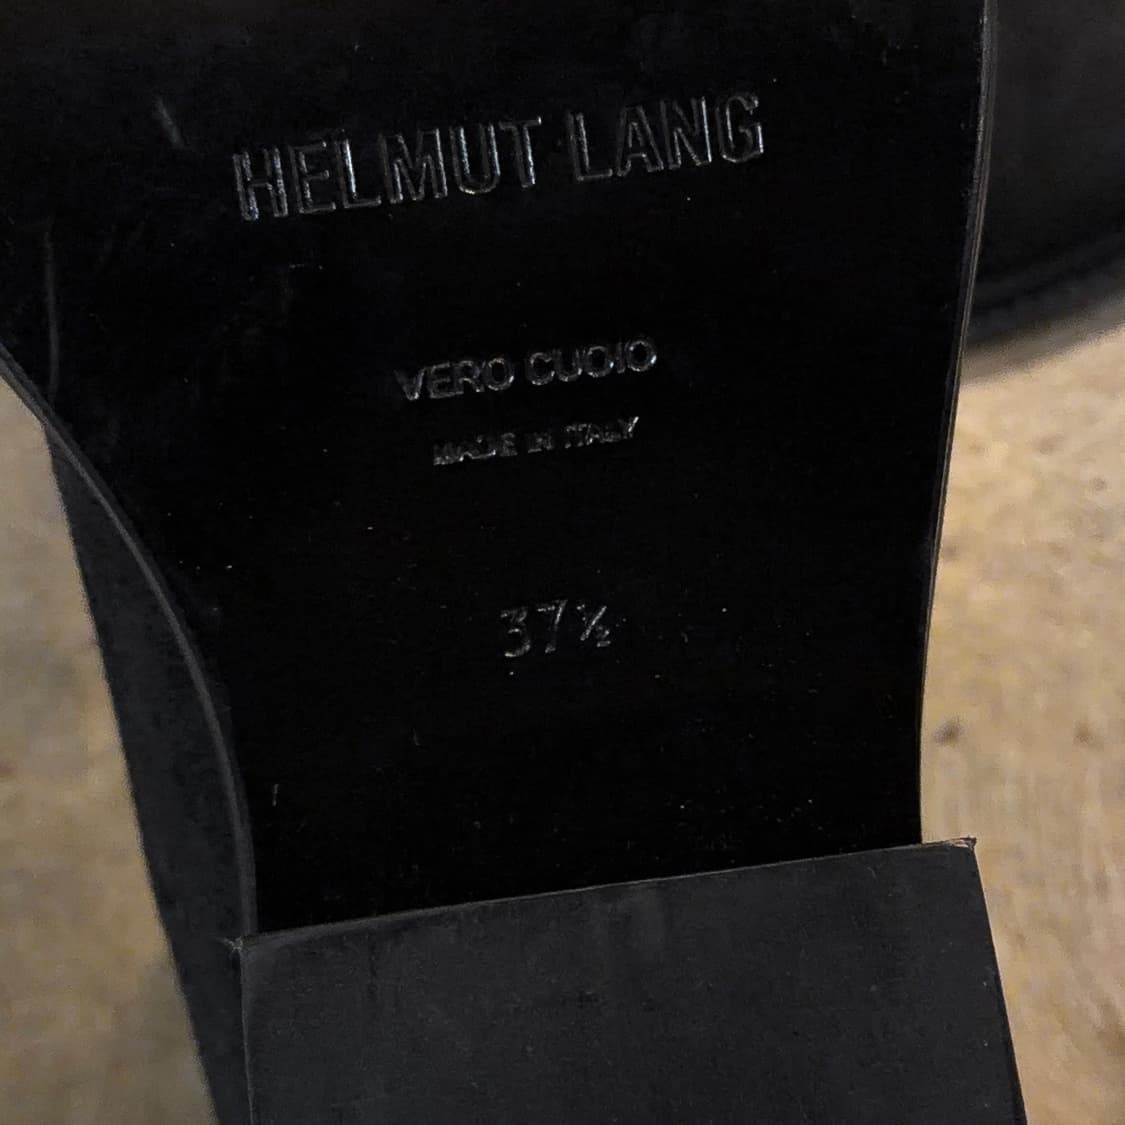 HELMUT LANG
VERO CUOIO
MADE IN ITALY
37½